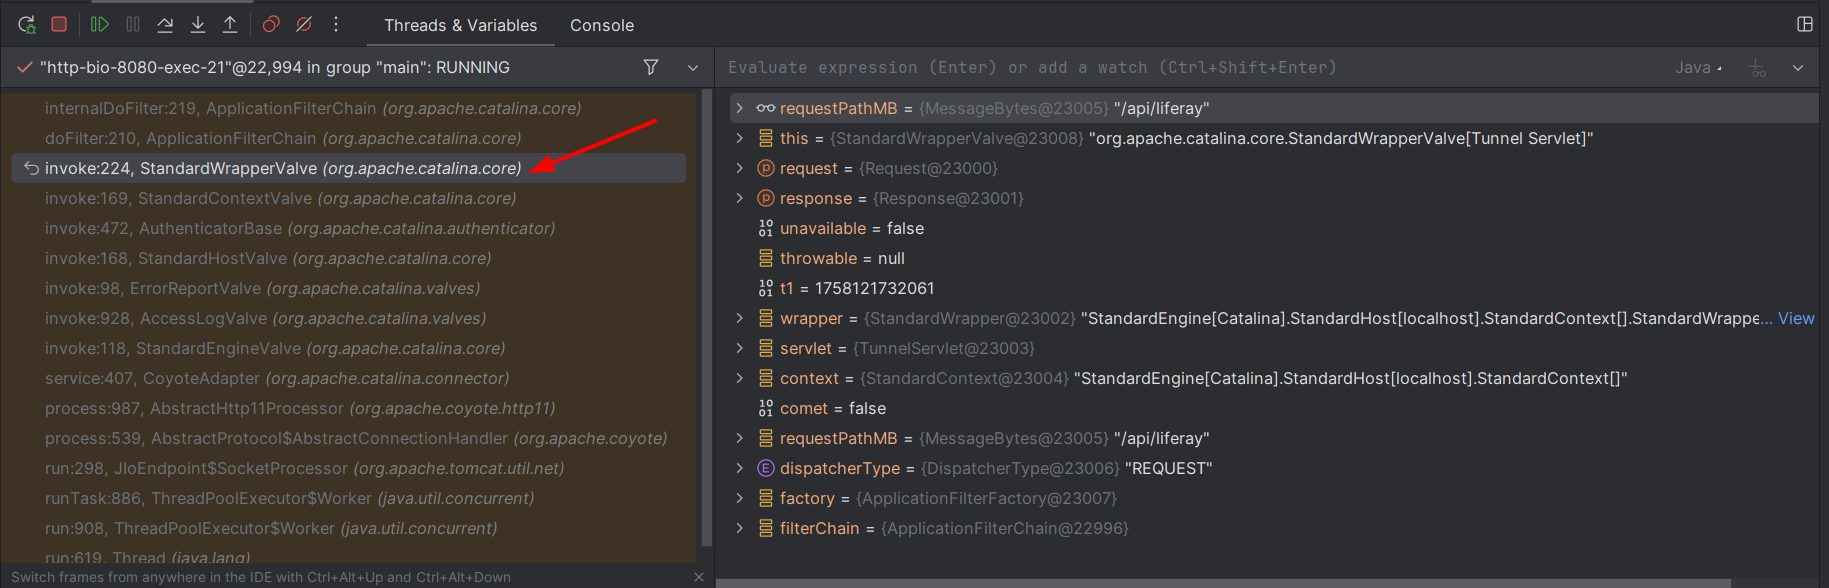 Threads & Variables
Console
"http-bio-8080-exec-21"@22,994 in group "main": RUNNING
internalDoFilter:219, ApplicationFilterChain (org.apache.catalina.core)
doFilter:210, ApplicationFilterChain (org.apache.catalina.core)
invoke:224, StandardWrapperValve (org.apache.catalina.core)
invoke:169, StandardContextValve (org.apache.catalina.core)
invoke:472, AuthenticatorBase (org.apache.catalina.authenticator)
invoke:168, StandardHostValve (org.apache.catalina.core)
invoke:98, ErrorReportValve (org.apache.catalina.valves)
invoke:928, AccessLogValve (org.apache.catalina.valves)
invoke:118, StandardEngineValve (org.apache.catalina.core)
service:407, CoyoteAdapter (org.apache.catalina.connector)
process:987, AbstractHttp11Processor (org.apache.coyote.http11)
process:539, AbstractProtocol$AbstractConnectionHandler (org.apache.coyote)
run:298, JIoEndpoint$SocketProcessor (org.apache.tomcat.util.net)
runTask:886, ThreadPoolExecutor$Worker (java.util.concurrent)
run:908, ThreadPoolExecutor$Worker (java.util.concurrent)
run:619, Thread (java.lang)
Switch frames from anywhere in the IDE with Ctrl+Alt+Up and Ctrl+Alt+Down
Evaluate expression (Enter) or add a watch (Ctrl+Shift+Enter)
Java
requestPathMB = {MessageBytes@23005} "/api/liferay"
this = {StandardWrapperValve@23008} "org.apache.catalina.core.StandardWrapperValve[Tunnel Servlet]"
request = {Request@23000}
response = {Response@23001}
unavailable = false
throwable = null
t1 = 1758121732061
wrapper = {StandardWrapper@23002} "StandardEngine[Catalina].StandardHost[localhost].StandardContext[].StandardWrappe... View
servlet = {TunnelServlet@23003}
context = {StandardContext@23004} "StandardEngine[Catalina].StandardHost[localhost].StandardContext[]"
comet = false
requestPathMB = {MessageBytes@23005} "/api/liferay"
dispatcherType = {DispatcherType@23006} "REQUEST"
factory = {ApplicationFilterFactory@23007}
filterChain = {ApplicationFilterChain@22996}